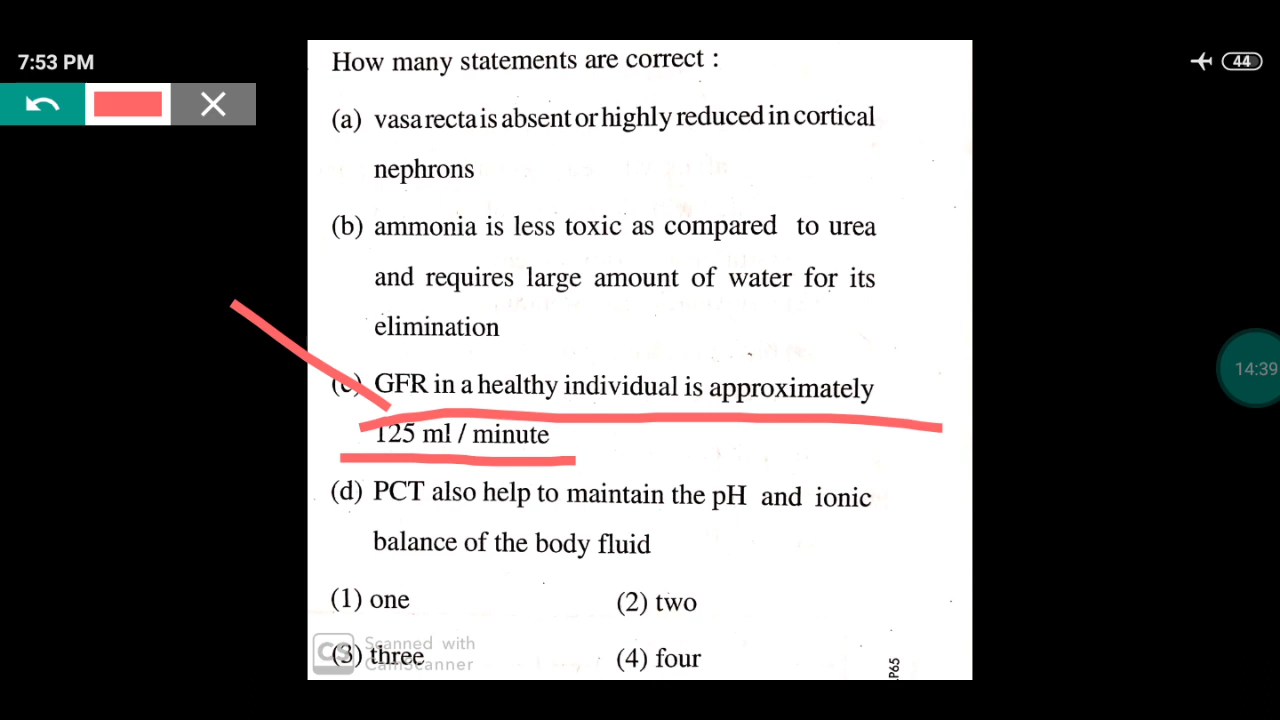 7:53 PM
44
How many statements are correct :
(a) vasa recta is absent or highly reduced in cortical
nephrons
(b) ammonia is less toxic as compared to urea
and requires large amount of water for its
elimination
(c) GFR in a healthy individual is approximately
125 ml / minute
14:39
(d) PCT also help to maintain the pH and ionic
balance of the body fluid
(1) one (2) two
(3) three (4) four
CS Scanned with
CamScanner
P65